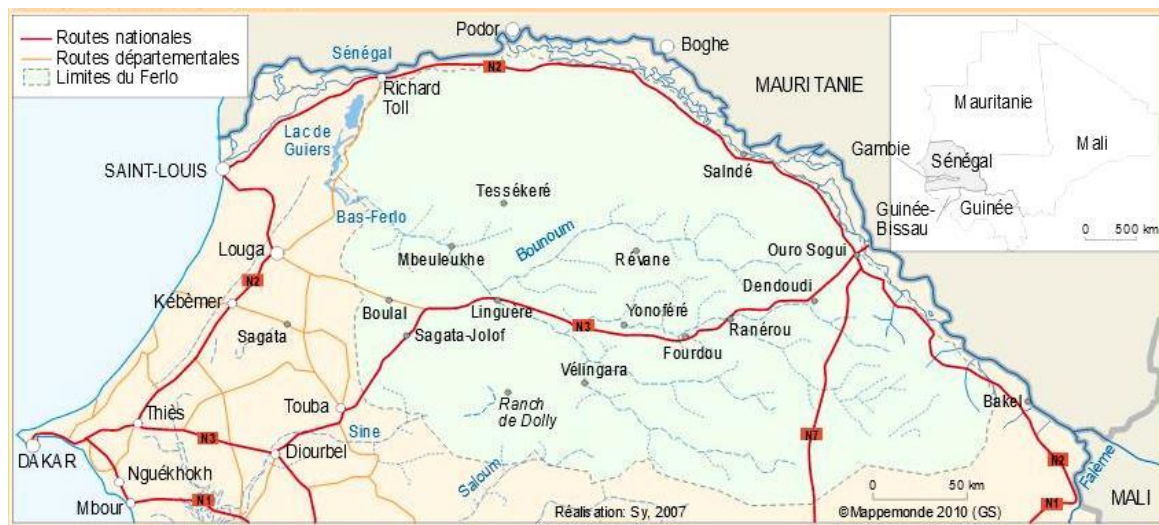 Routes nationales
Routes départementales
Limites du Ferlo
Podor
Boghe
Sénégal
N2
Richard
Toll
MAURITANIE
Mauritanie
Mali
Gambie
Sénégal
Guinée-
Bissau
Guinée
0 500 km
Lac de
Guiers
SAINT-LOUIS
Saldé
Tessékeré
Bas-Ferlo
Bounoum
Louga
Mbeuleukhe
Révane
Ouro Sogui
N2
Kébèmer
Boulal
Linguère
Yonoféré
Dendoudi
Sagata
Sagata-Jolof
N3
Ranérou
Fourdou
Vélingara
Touba
Ranch
de Dolly
Bakel
Thiès
Sine
N3
N7
DAKAR
Diourbel
N2
Falémé
Nguékhokh
Saloum
0 50 km
Mbour
N1
N1
MALI
Réalisation: Sy, 2007
©Mappemonde 2010 (GS)